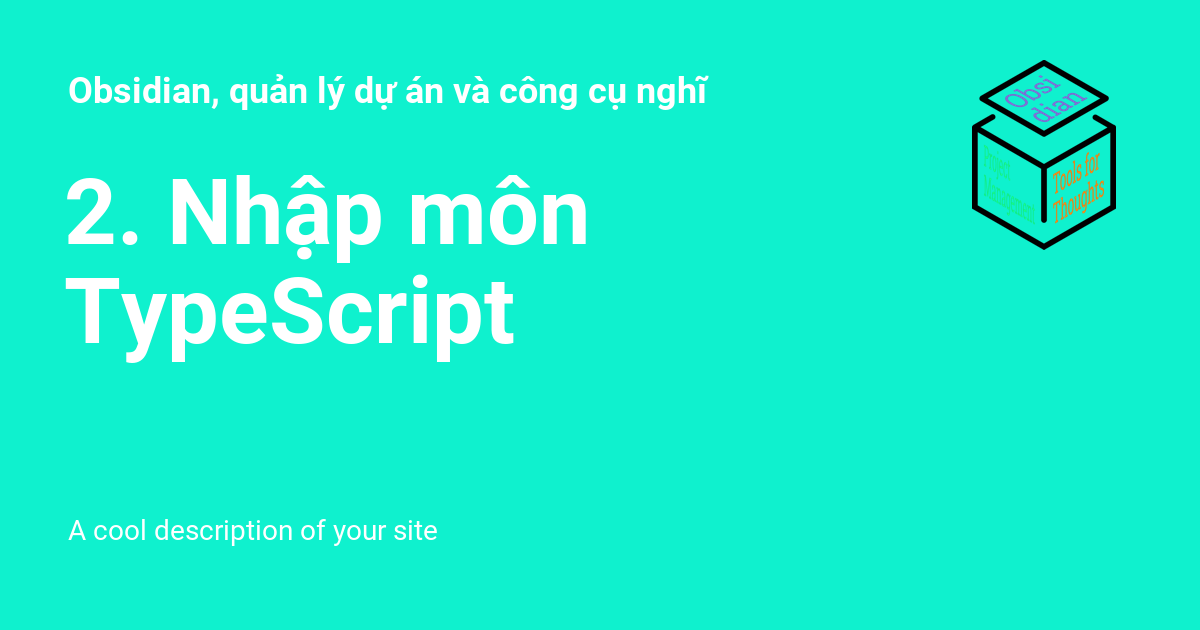 Obsidian, quản lý dự án và công cụ nghĩ
2. Nhập môn
TypeScript
A cool description of your site
Obsi
dian
Project
Management
Tools for
Thoughts